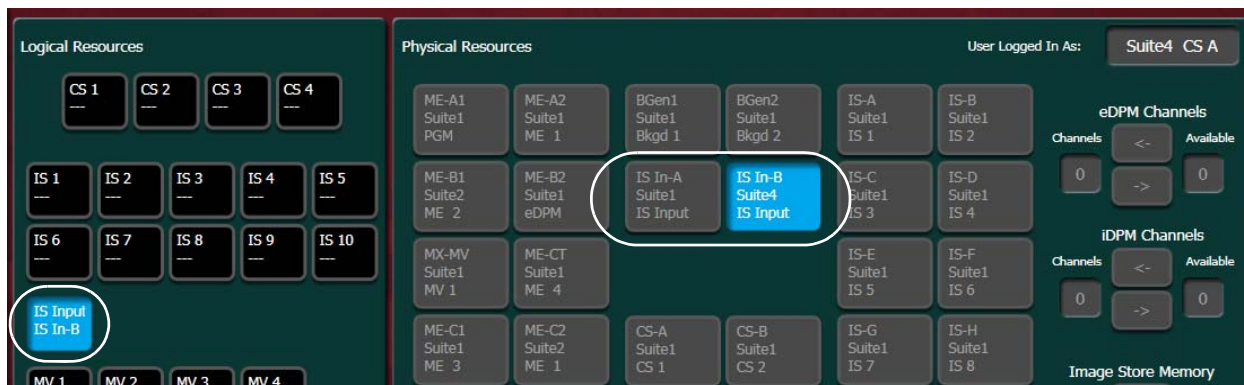 Logical Resources
CS 1
---
CS 2
---
CS 3
---
CS 4
---
IS 1
---
IS 2
---
IS 3
---
IS 4
---
IS 5
---
IS 6
---
IS 7
---
IS 8
---
IS 9
---
IS 10
---
IS Input
IS In-B
MV 1
MV 2
MV 3
MV 4
Physical Resources
User Logged In As:
Suite4 CS A
ME-A1
Suite1
PGM
ME-A2
Suite1
ME 1
BGen1
Suite1
Bkgd 1
BGen2
Suite1
Bkgd 2
IS-A
Suite1
IS 1
IS-B
Suite1
IS 2
ME-B1
Suite2
ME 2
ME-B2
Suite1
eDPM
IS In-A
Suite1
IS Input
IS In-B
Suite4
IS Input
IS-C
Suite1
IS 3
IS-D
Suite1
IS 4
MX-MV
Suite1
MV 1
ME-CT
Suite1
ME 4
IS-E
Suite1
IS 5
IS-F
Suite1
IS 6
ME-C1
Suite1
ME 3
ME-C2
Suite2
ME 1
CS-A
Suite1
CS 1
CS-B
Suite1
CS 2
IS-G
Suite1
IS 7
IS-H
Suite1
IS 8
eDPM Channels
Channels
<-
Available
0
->
0
iDPM Channels
Channels
<-
Available
0
->
0
Image Store Memory